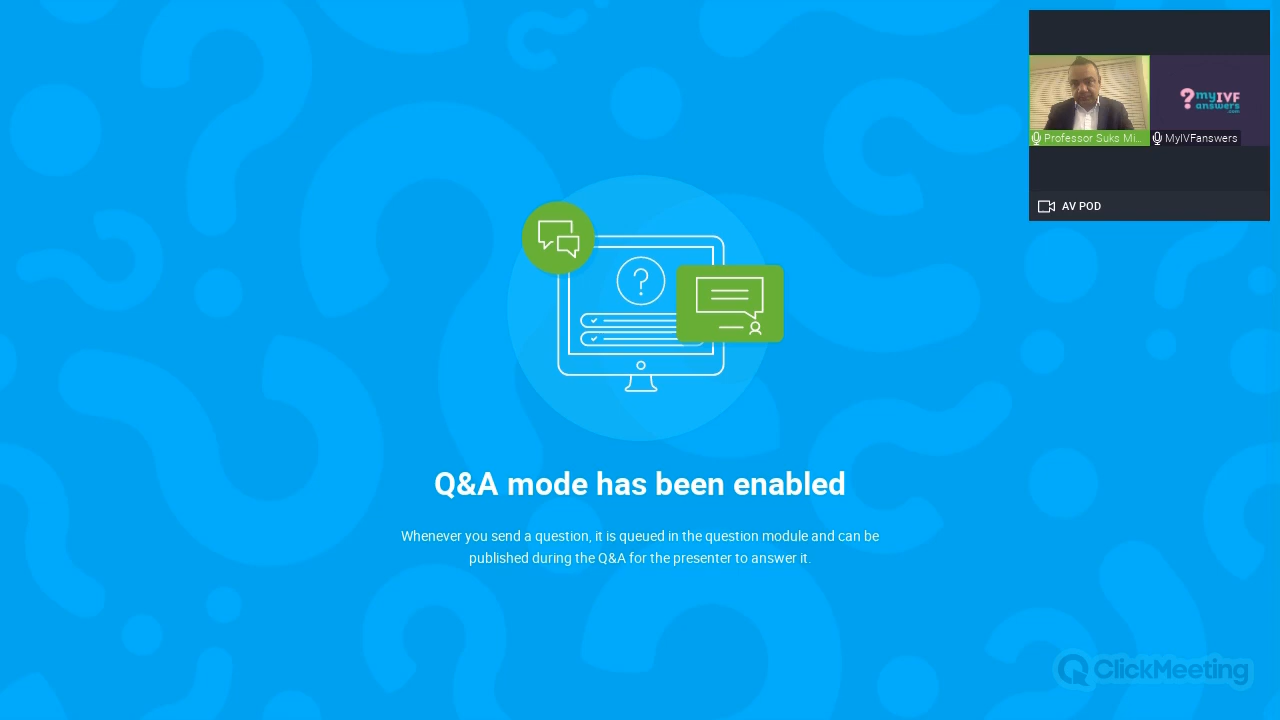 ?myIVF
answers
.com
Professor Suks Mi...
MyIVFanswers
AV POD
?
Q&A mode has been enabled
Whenever you send a question, it is queued in the question module and can be
published during the Q&A for the presenter to answer it.
ClickMeeting